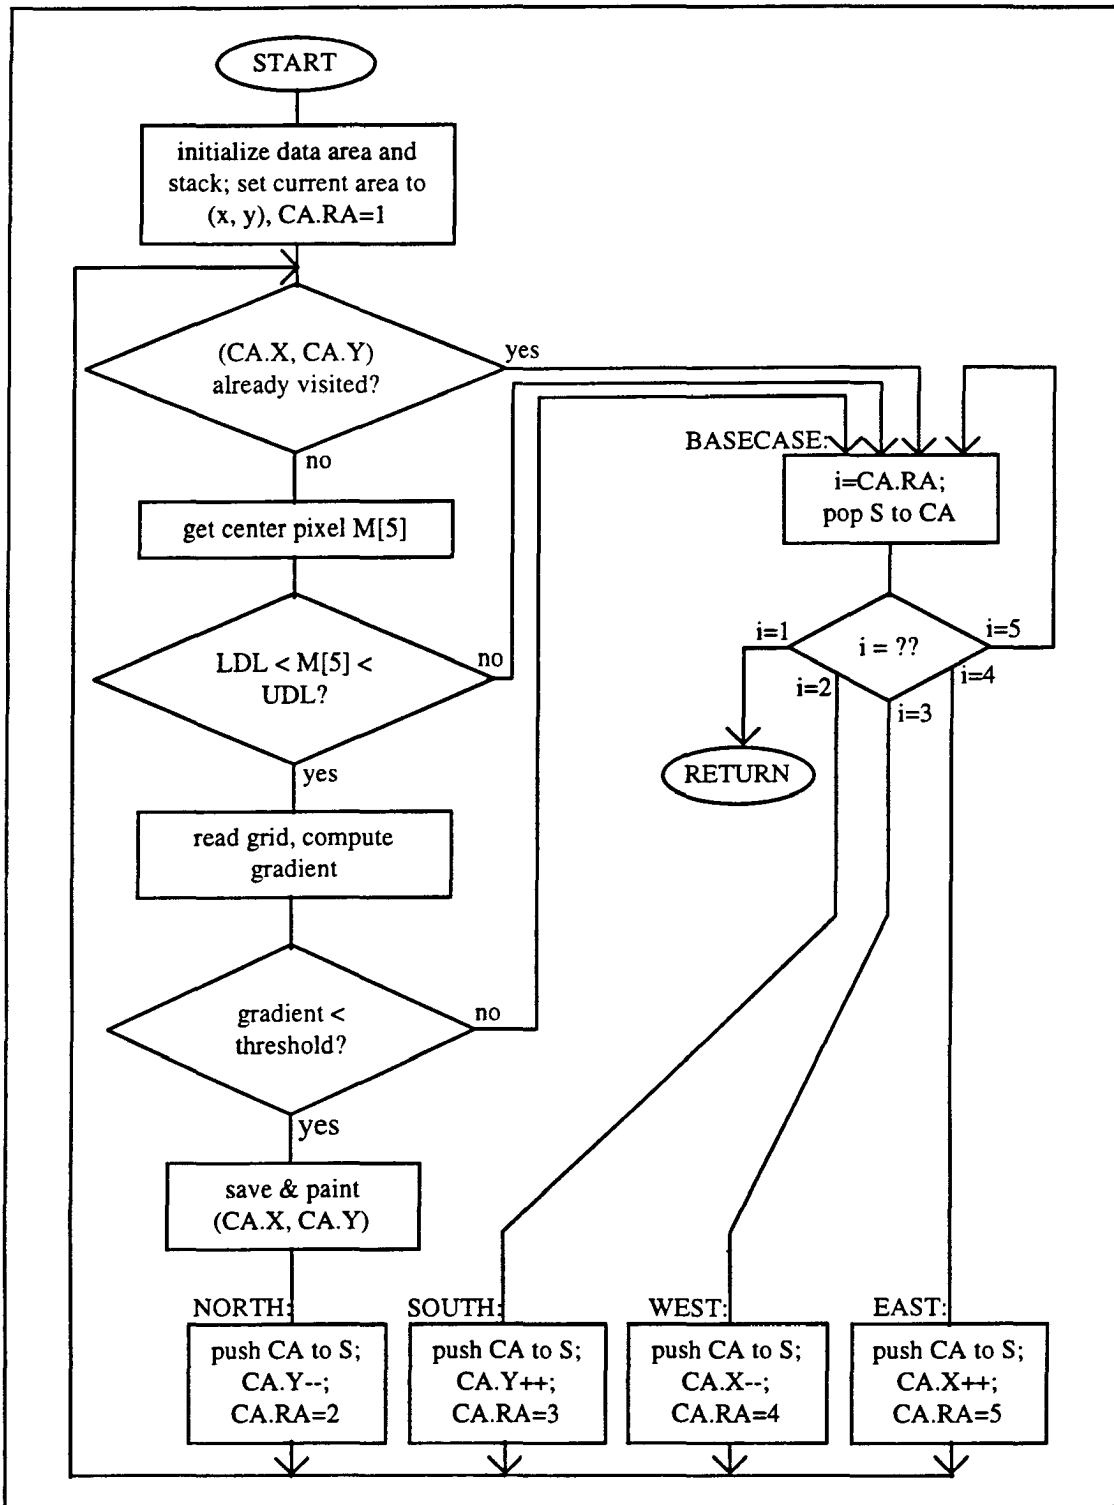 START
initialize data area and
stack; set current area to
(x, y), CA.RA=1
(CA.X, CA.Y)
already visited?
yes
no
get center pixel M[5]
LDL < M[5] <
UDL?
no
yes
read grid, compute
gradient
gradient <
threshold?
no
yes
save & paint
(CA.X, CA.Y)
BASECASE:
i=CA.RA;
pop S to CA
i = ??
i=1
i=2
i=3
i=4
i=5
RETURN
NORTH:
push CA to S;
CA.Y--;
CA.RA=2
SOUTH:
push CA to S;
CA.Y++;
CA.RA=3
WEST:
push CA to S;
CA.X--;
CA.RA=4
EAST:
push CA to S;
CA.X++;
CA.RA=5